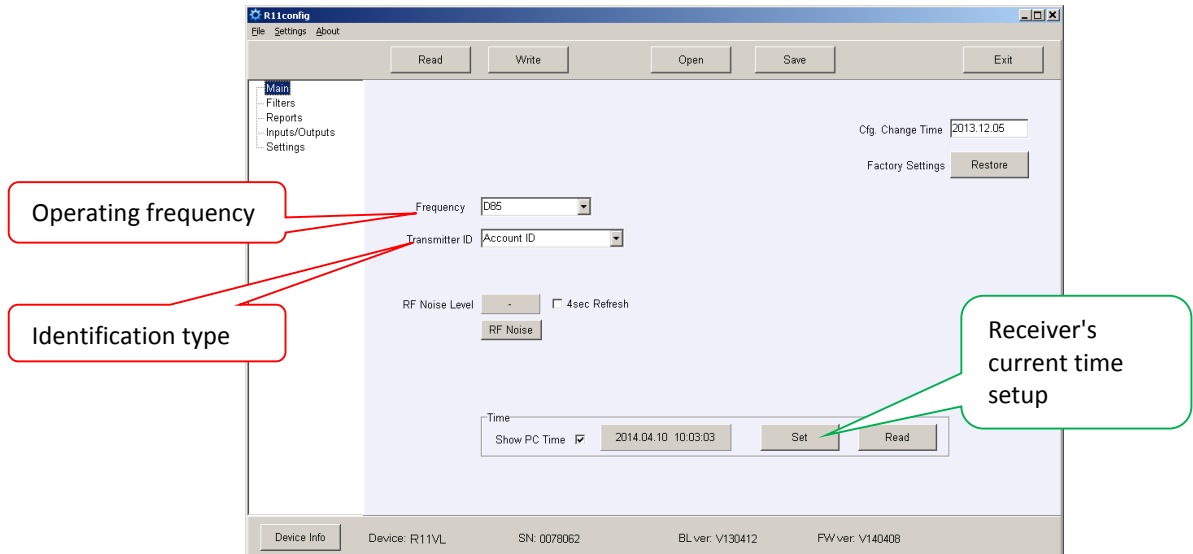 R11config
File Settings About
Read Write Open Save Exit
Main
Filters
Reports
Inputs/Outputs
Settings
Cfg. Change Time 2013.12.05
Factory Settings Restore
Operating frequency
Frequency D85
Transmitter ID Account ID
RF Noise Level - 4sec Refresh
RF Noise
Identification type
Receiver's
current time
setup
Time
Show PC Time 2014.04.10 10:03:03 Set Read
Device Info Device: R11VL SN: 0078062 BL ver: V130412 FW ver: V140408